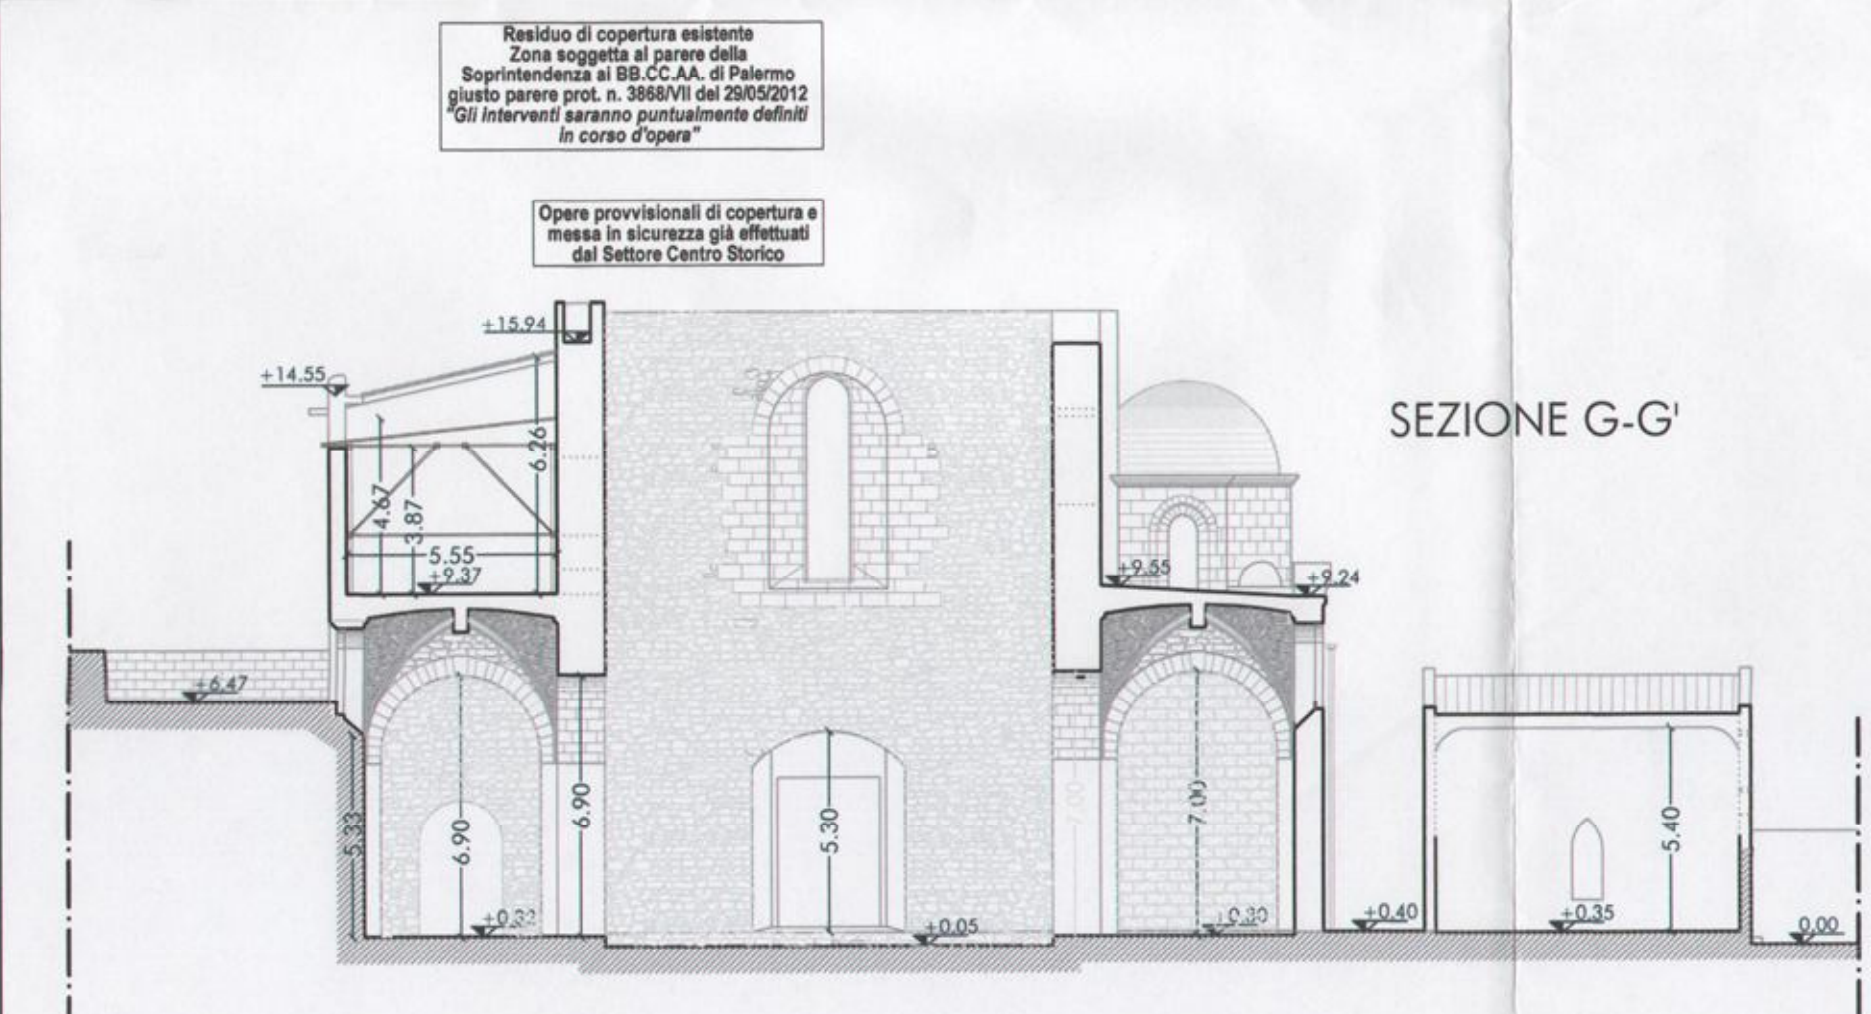 Residuo di copertura esistente
Zona soggetta al parere della
Soprintendenza ai BB.CC.AA. di Palermo
giusto parere prot. n. 3868/VII del 29/05/2012
"Gli interventi saranno puntualmente definiti
in corso d'opera"
Opere provvisionali di copertura e
messa in sicurezza già effettuati
dal Settore Centro Storico
+15.94
+14.55
SEZIONE G-G'
6.26
4.67
3.87
5.55
+9.37
+9.55
+9.24
+6.47
5.33
6.90
6.90
5.30
7.00
7.00
5.40
+0.32
+0.05
+0.30
+0.40
+0.35
0.00